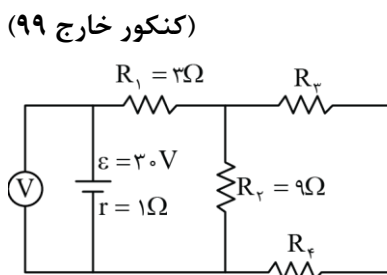 (کنکور خارج ۹۹)
R۱ = ۳Ω
R۳
ε = ۳۰V
V
r = ۱Ω
R۲ = ۹Ω
R۴